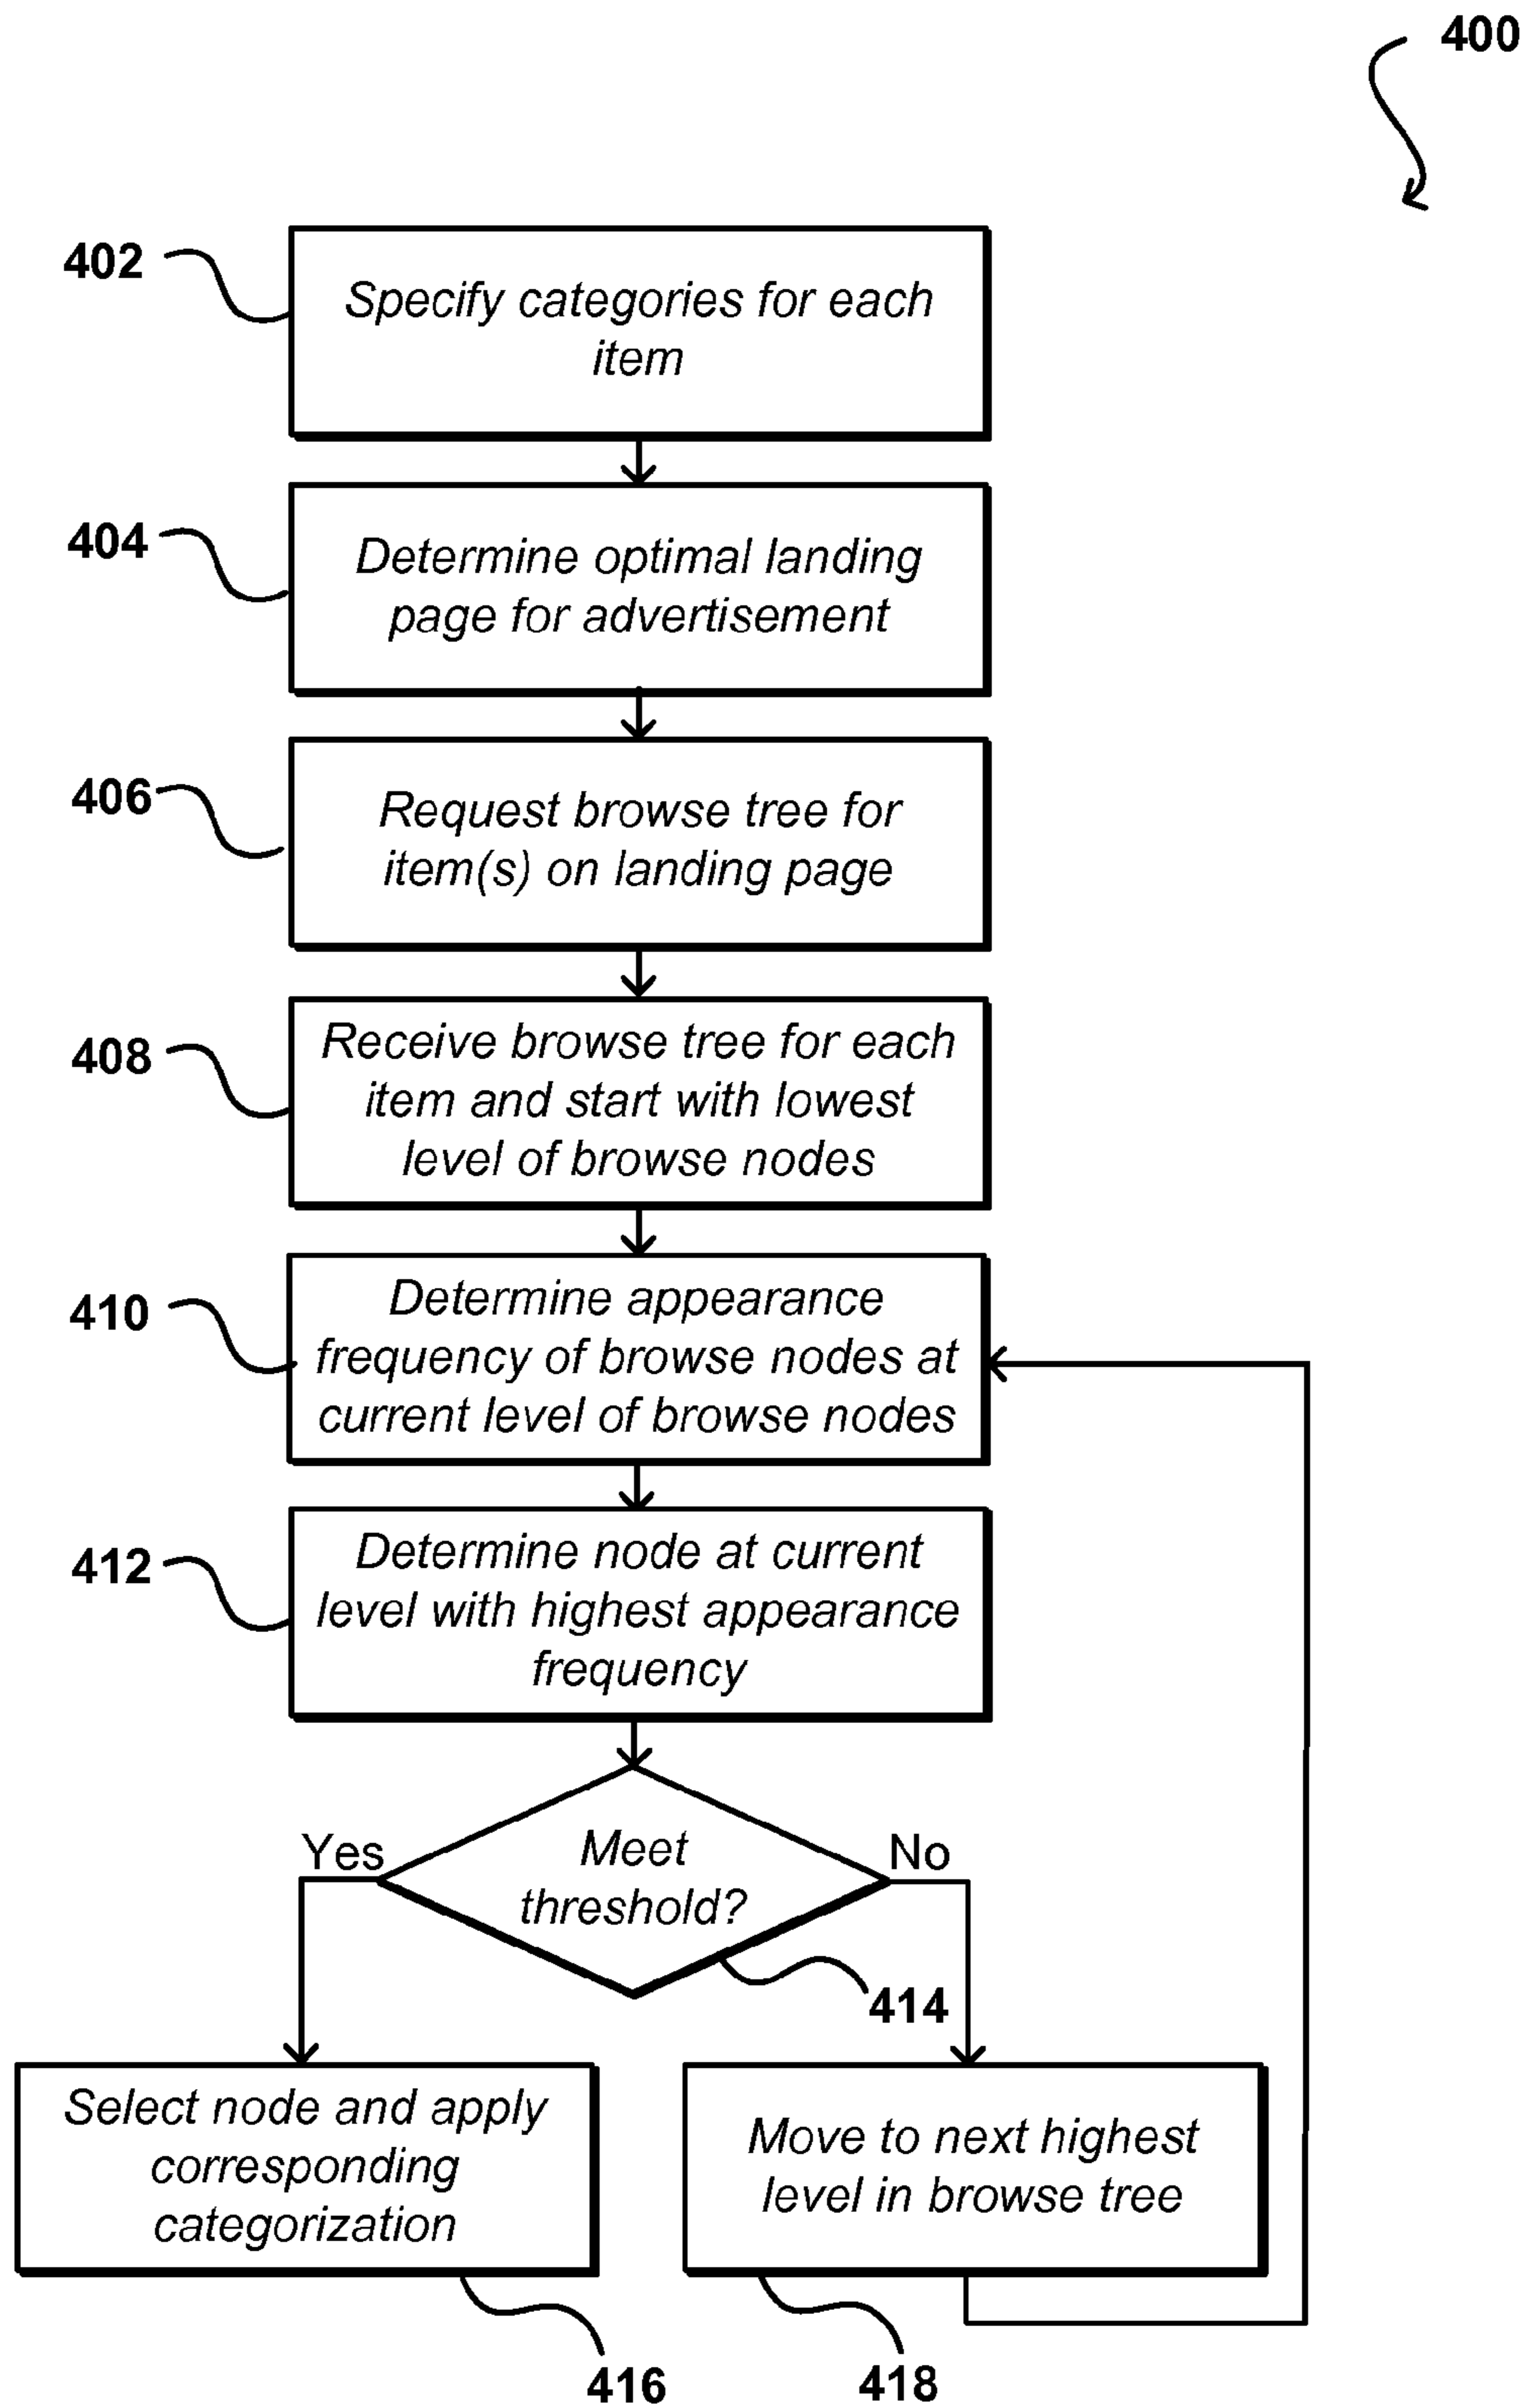 400
402
Specify categories for each
item
404
Determine optimal landing
page for advertisement
406
Request browse tree for
item(s) on landing page
408
Receive browse tree for each
item and start with lowest
level of browse nodes
410
Determine appearance
frequency of browse nodes at
current level of browse nodes
412
Determine node at current
level with highest appearance
frequency
Yes
Meet
threshold?
No
414
Select node and apply
corresponding
categorization
Move to next highest
level in browse tree
416
418